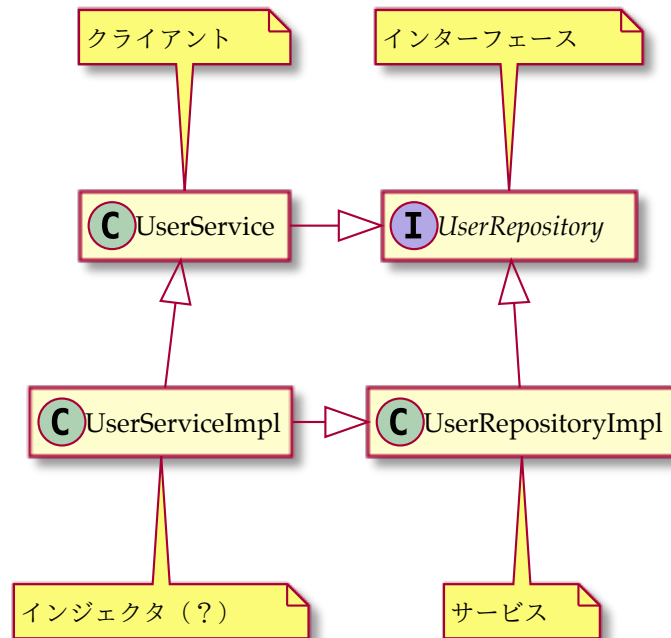 クライアント
インターフェース
C UserService
I UserRepository
C UserServiceImpl
C UserRepositoryImpl
インジェクタ（？）
サービス